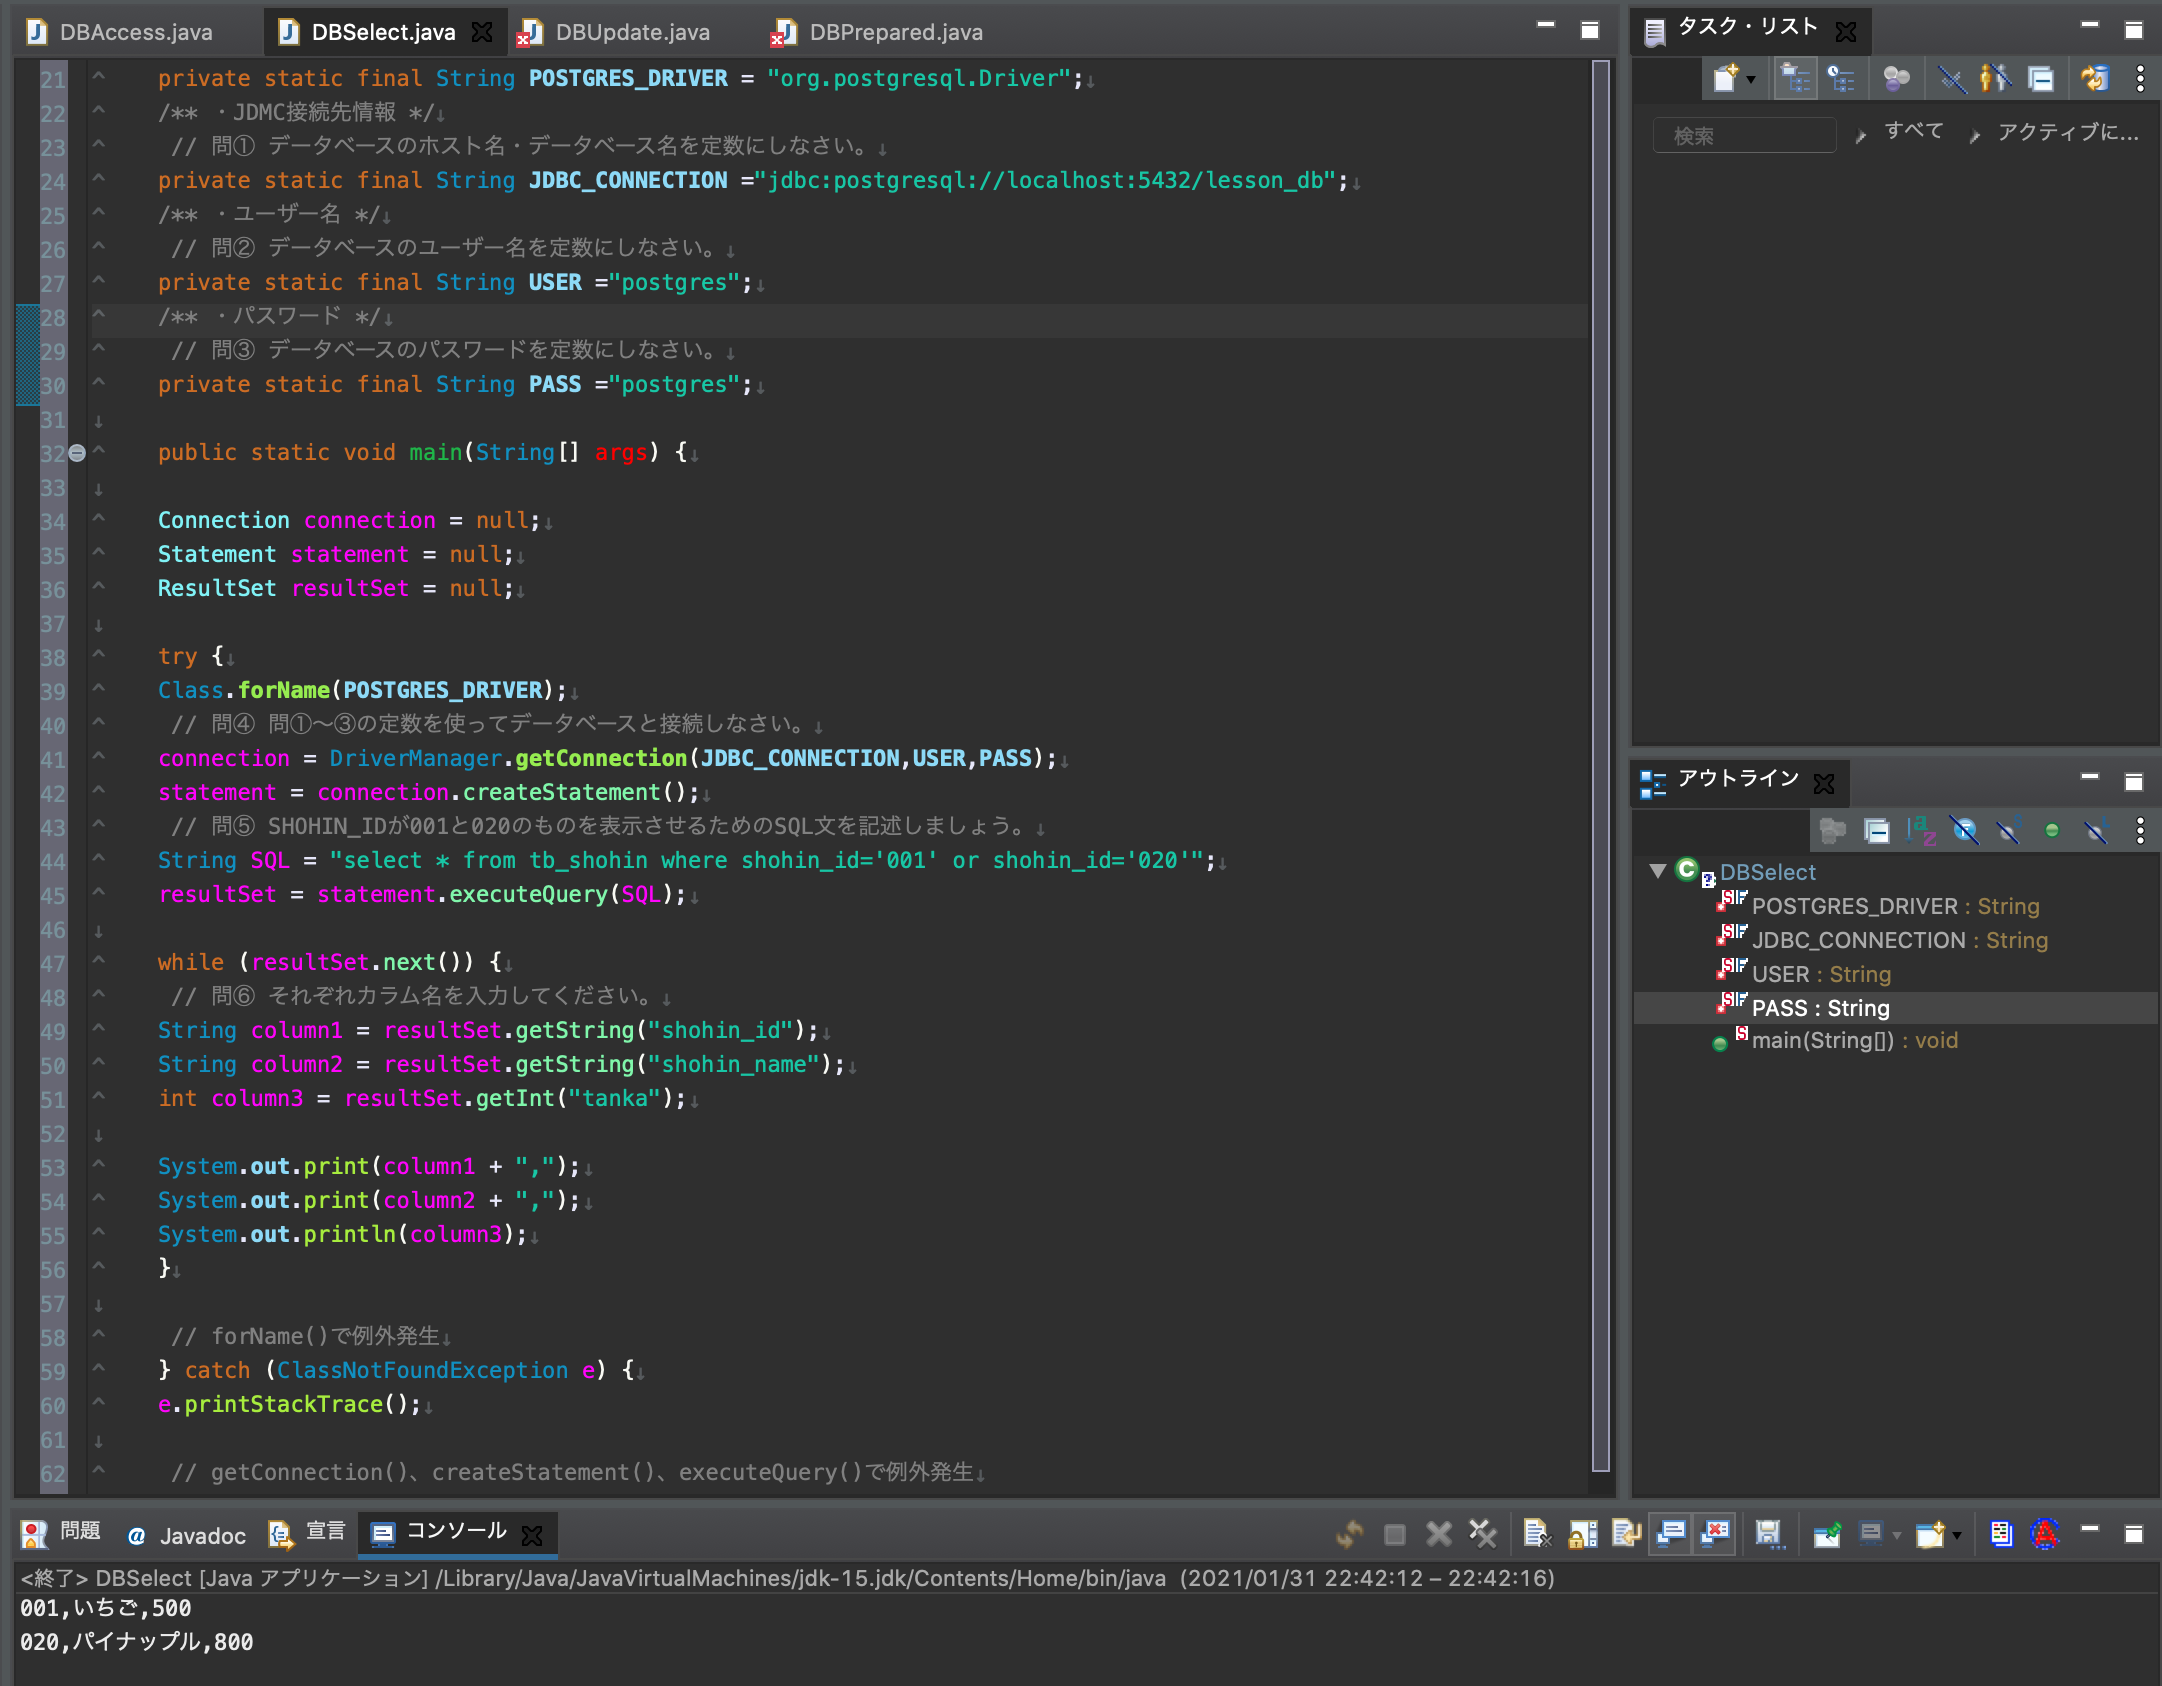 DBAccess.java DBSelect.java DBUpdate.java DBPrepared.java
21 private static final String POSTGRES_DRIVER = "org.postgresql.Driver";
22 /** ・JDMC接続先情報 */
23 // 問① データベースのホスト名・データベース名を定数にしなさい。
24 private static final String JDBC_CONNECTION ="jdbc:postgresql://localhost:5432/lesson_db";
25 /** ・ユーザー名 */
26 // 問② データベースのユーザー名を定数にしなさい。
27 private static final String USER ="postgres";
28 /** ・パスワード */
29 // 問③ データベースのパスワードを定数にしなさい。
30 private static final String PASS ="postgres";
31
32 public static void main(String[] args) {
33
34 Connection connection = null;
35 Statement statement = null;
36 ResultSet resultSet = null;
37
38 try {
39 Class.forName(POSTGRES_DRIVER);
40 // 問④ 問①〜③の定数を使ってデータベースと接続しなさい。
41 connection = DriverManager.getConnection(JDBC_CONNECTION,USER,PASS);
42 statement = connection.createStatement();
43 // 問⑤ SHOHIN_IDが001と020のものを表示させるためのSQL文を記述しましょう。
44 String SQL = "select * from tb_shohin where shohin_id='001' or shohin_id='020'";
45 resultSet = statement.executeQuery(SQL);
46
47 while (resultSet.next()) {
48 // 問⑥ それぞれカラム名を入力してください。
49 String column1 = resultSet.getString("shohin_id");
50 String column2 = resultSet.getString("shohin_name");
51 int column3 = resultSet.getInt("tanka");
52
53 System.out.print(column1 + ",");
54 System.out.print(column2 + ",");
55 System.out.println(column3);
56 }
57
58 // forName()で例外発生
59 } catch (ClassNotFoundException e) {
60 e.printStackTrace();
61
62 // getConnection()、createStatement()、executeQuery()で例外発生
タスク・リスト
検索 すべて アクティブに...
アウトライン
DBSelect
POSTGRES_DRIVER : String
JDBC_CONNECTION : String
USER : String
PASS : String
main(String[]) : void
問題 Javadoc 宣言 コンソール
<終了> DBSelect [Java アプリケーション] /Library/Java/JavaVirtualMachines/jdk-15.jdk/Contents/Home/bin/java (2021/01/31 22:42:12 – 22:42:16)
001,いちご,500
020,パイナップル,800